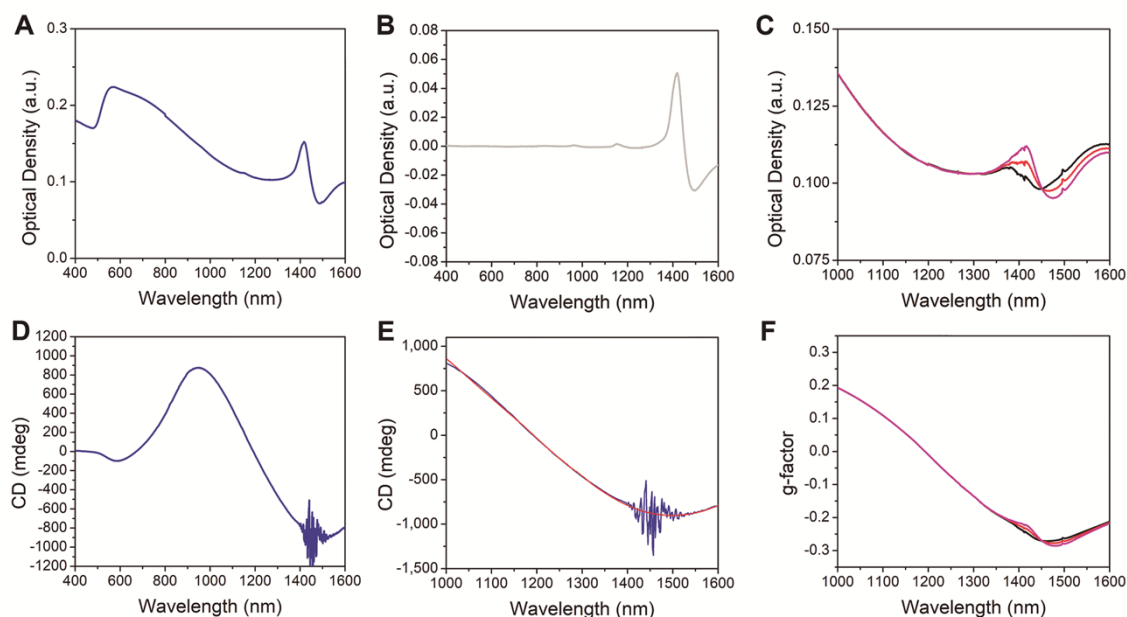 A
Optical Density (a.u.)
0.3
0.2
0.1
0.0
400 600 800 1000 1200 1400 1600
Wavelength (nm)
B
Optical Density (a.u.)
0.08
0.06
0.04
0.02
0.00
-0.02
-0.04
-0.06
-0.08
400 600 800 1000 1200 1400 1600
Wavelength (nm)
C
Optical Density (a.u.)
0.150
0.125
0.100
0.075
1000 1100 1200 1300 1400 1500 1600
Wavelength (nm)
D
CD (mdeg)
1200
1000
800
600
400
200
0
-200
-400
-600
-800
-1000
-1200
400 600 800 1000 1200 1400 1600
Wavelength (nm)
E
CD (mdeg)
1,000
500
0
-500
-1,000
-1,500
1000 1100 1200 1300 1400 1500 1600
Wavelength (nm)
F
g-factor
0.3
0.2
0.1
0.0
-0.1
-0.2
-0.3
1000 1100 1200 1300 1400 1500 1600
Wavelength (nm)